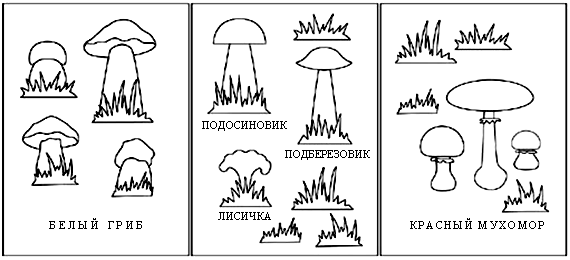 БЕЛЫЙ ГРИБ
ПОДОСИНОВИК
ПОДБЕРЕЗОВИК
ЛИСИЧКА
КРАСНЫЙ МУХОМОР